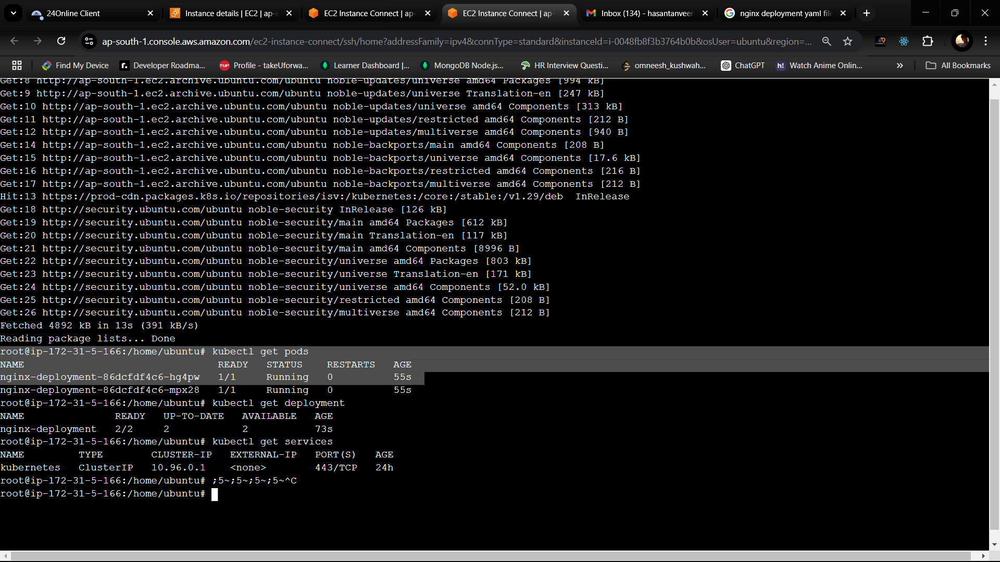 24Online Client
Instance details | EC2 | ap-s
EC2 Instance Connect | ap-
EC2 Instance Connect | ap-
Inbox (134) - hasantanveer
nginx deployment yaml file
ap-south-1.console.aws.amazon.com/ec2-instance-connect/ssh/home?addressFamily=ipv4&connType=standard&instanceId=i-0048fb8f3b3764b0b&osUser=ubuntu&region=...
Find My Device
Developer Roadma...
Profile - takeUforwa...
Learner Dashboard |...
MongoDB Node.js...
HR Interview Questi...
omneesh_kushwah...
ChatGPT
Watch Anime Onlin...
All Bookmarks
Get:8 http://ap-south-1.ec2.archive.ubuntu.com/ubuntu noble-updates/universe amd64 Packages [994 kB]
Get:9 http://ap-south-1.ec2.archive.ubuntu.com/ubuntu noble-updates/universe Translation-en [247 kB]
Get:10 http://ap-south-1.ec2.archive.ubuntu.com/ubuntu noble-updates/universe amd64 Components [313 kB]
Get:11 http://ap-south-1.ec2.archive.ubuntu.com/ubuntu noble-updates/restricted amd64 Components [212 B]
Get:12 http://ap-south-1.ec2.archive.ubuntu.com/ubuntu noble-updates/multiverse amd64 Components [940 B]
Get:14 http://ap-south-1.ec2.archive.ubuntu.com/ubuntu noble-backports/main amd64 Components [208 B]
Get:15 http://ap-south-1.ec2.archive.ubuntu.com/ubuntu noble-backports/universe amd64 Components [17.6 kB]
Get:16 http://ap-south-1.ec2.archive.ubuntu.com/ubuntu noble-backports/restricted amd64 Components [216 B]
Get:17 http://ap-south-1.ec2.archive.ubuntu.com/ubuntu noble-backports/multiverse amd64 Components [212 B]
Hit:13 https://prod-cdn.packages.k8s.io/repositories/isv:/kubernetes:/core:/stable:/v1.29/deb  InRelease
Get:18 http://security.ubuntu.com/ubuntu noble-security InRelease [126 kB]
Get:19 http://security.ubuntu.com/ubuntu noble-security/main amd64 Packages [612 kB]
Get:20 http://security.ubuntu.com/ubuntu noble-security/main Translation-en [117 kB]
Get:21 http://security.ubuntu.com/ubuntu noble-security/main amd64 Components [8996 B]
Get:22 http://security.ubuntu.com/ubuntu noble-security/universe amd64 Packages [803 kB]
Get:23 http://security.ubuntu.com/ubuntu noble-security/universe Translation-en [171 kB]
Get:24 http://security.ubuntu.com/ubuntu noble-security/universe amd64 Components [52.0 kB]
Get:25 http://security.ubuntu.com/ubuntu noble-security/restricted amd64 Components [208 B]
Get:26 http://security.ubuntu.com/ubuntu noble-security/multiverse amd64 Components [212 B]
Fetched 4892 kB in 13s (391 kB/s)
Reading package lists... Done
root@ip-172-31-5-166:/home/ubuntu# kubectl get pods
NAME READY STATUS RESTARTS AGE
nginx-deployment-86dcfdf4c6-hg4pw 1/1 Running 0 55s
nginx-deployment-86dcfdf4c6-mpx28 1/1 Running 0 55s
root@ip-172-31-5-166:/home/ubuntu# kubectl get deployment
NAME READY UP-TO-DATE AVAILABLE AGE
nginx-deployment 2/2 2 2 73s
root@ip-172-31-5-166:/home/ubuntu# kubectl get services
NAME TYPE CLUSTER-IP EXTERNAL-IP PORT(S) AGE
kubernetes ClusterIP 10.96.0.1 <none> 443/TCP 24h
root@ip-172-31-5-166:/home/ubuntu# ;5~;5~;5~;5~^C
root@ip-172-31-5-166:/home/ubuntu#